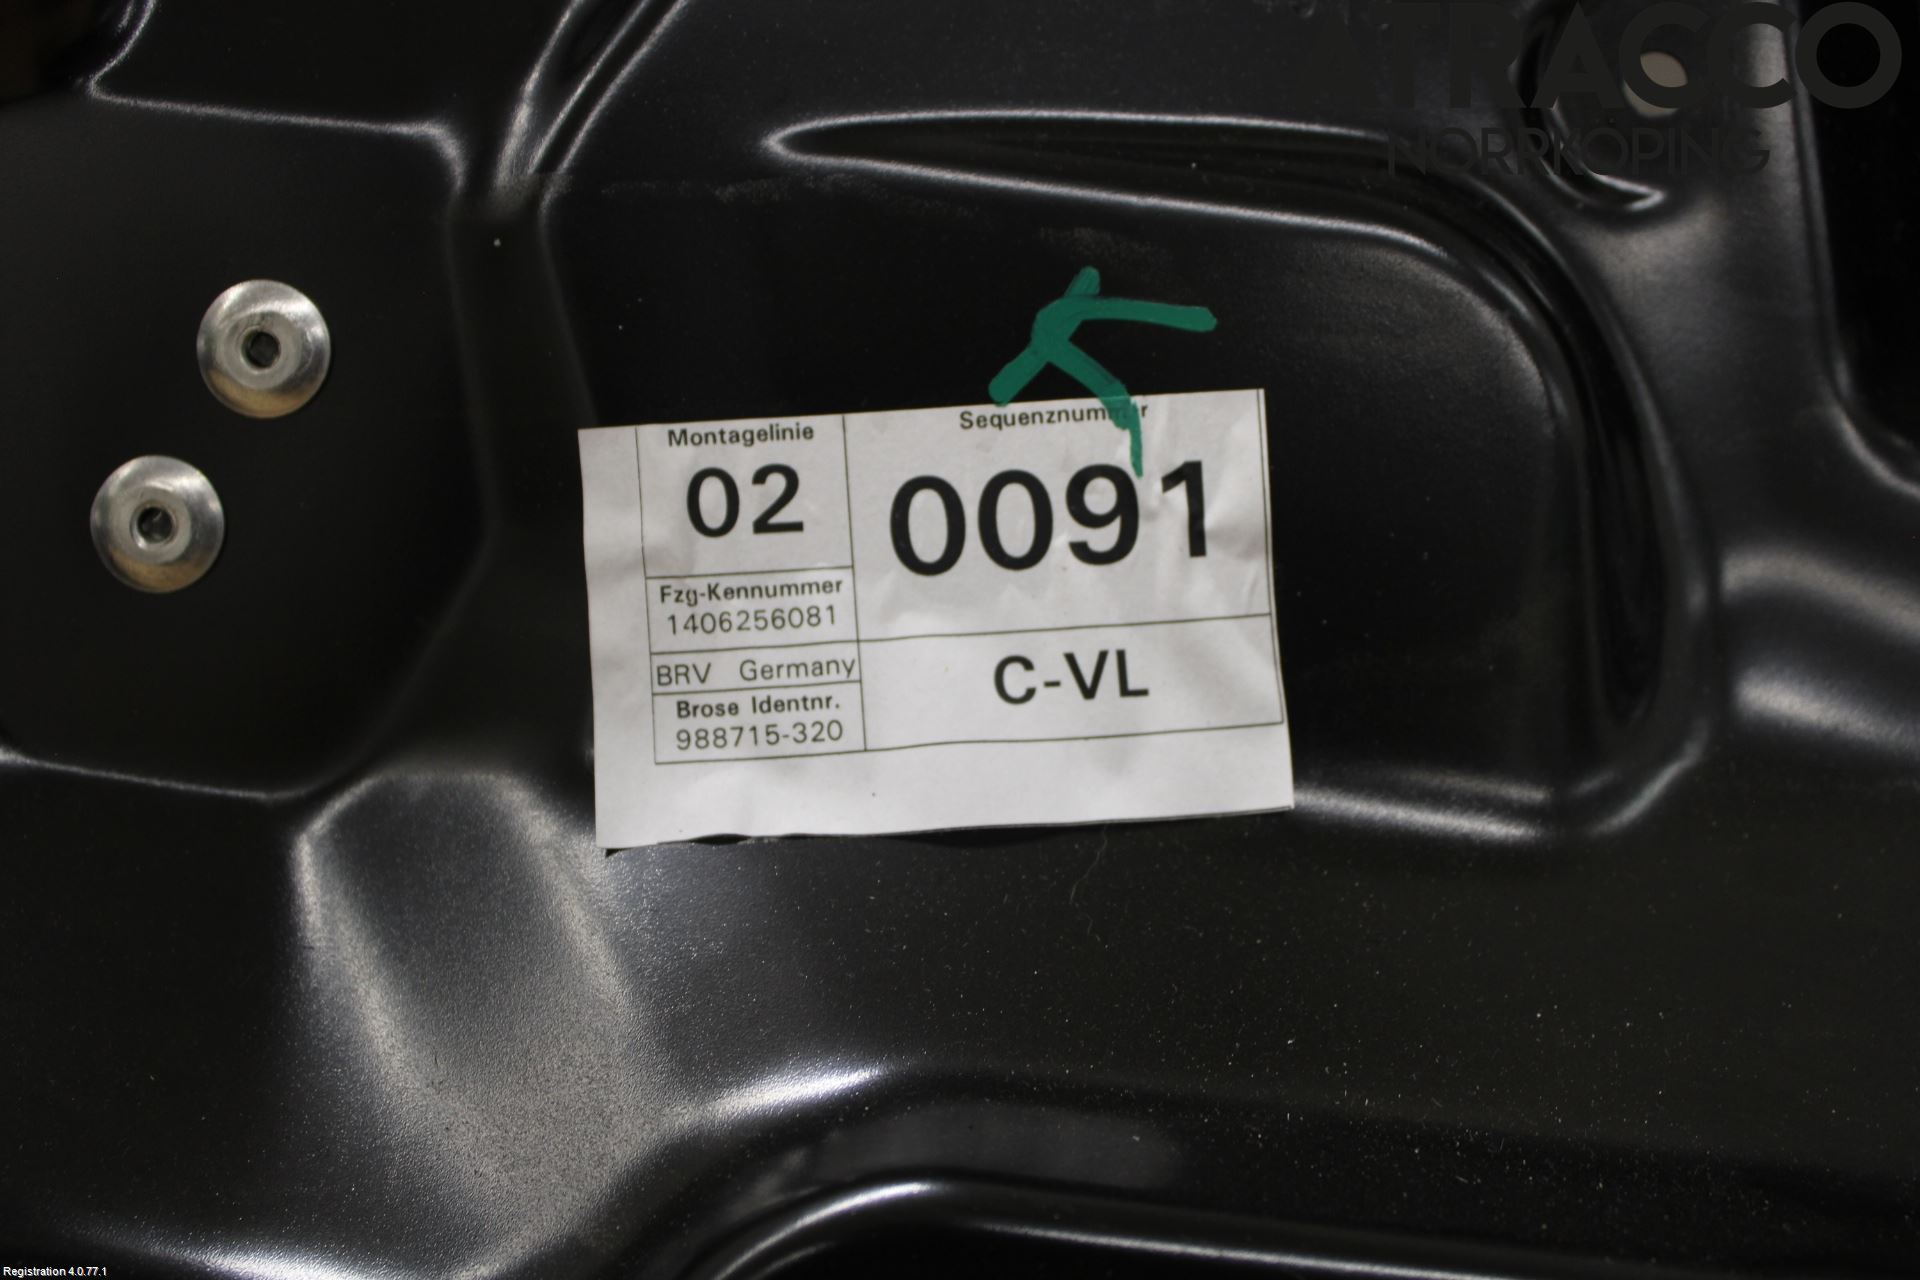 ATRACCO
NORRKÖPING
Montagelinie
02
Sequenznummer
0091
Fzg-Kennummer
1406256081
BRV Germany
Brose Identnr.
988715-320
C-VL
Registration 4.0.77.1